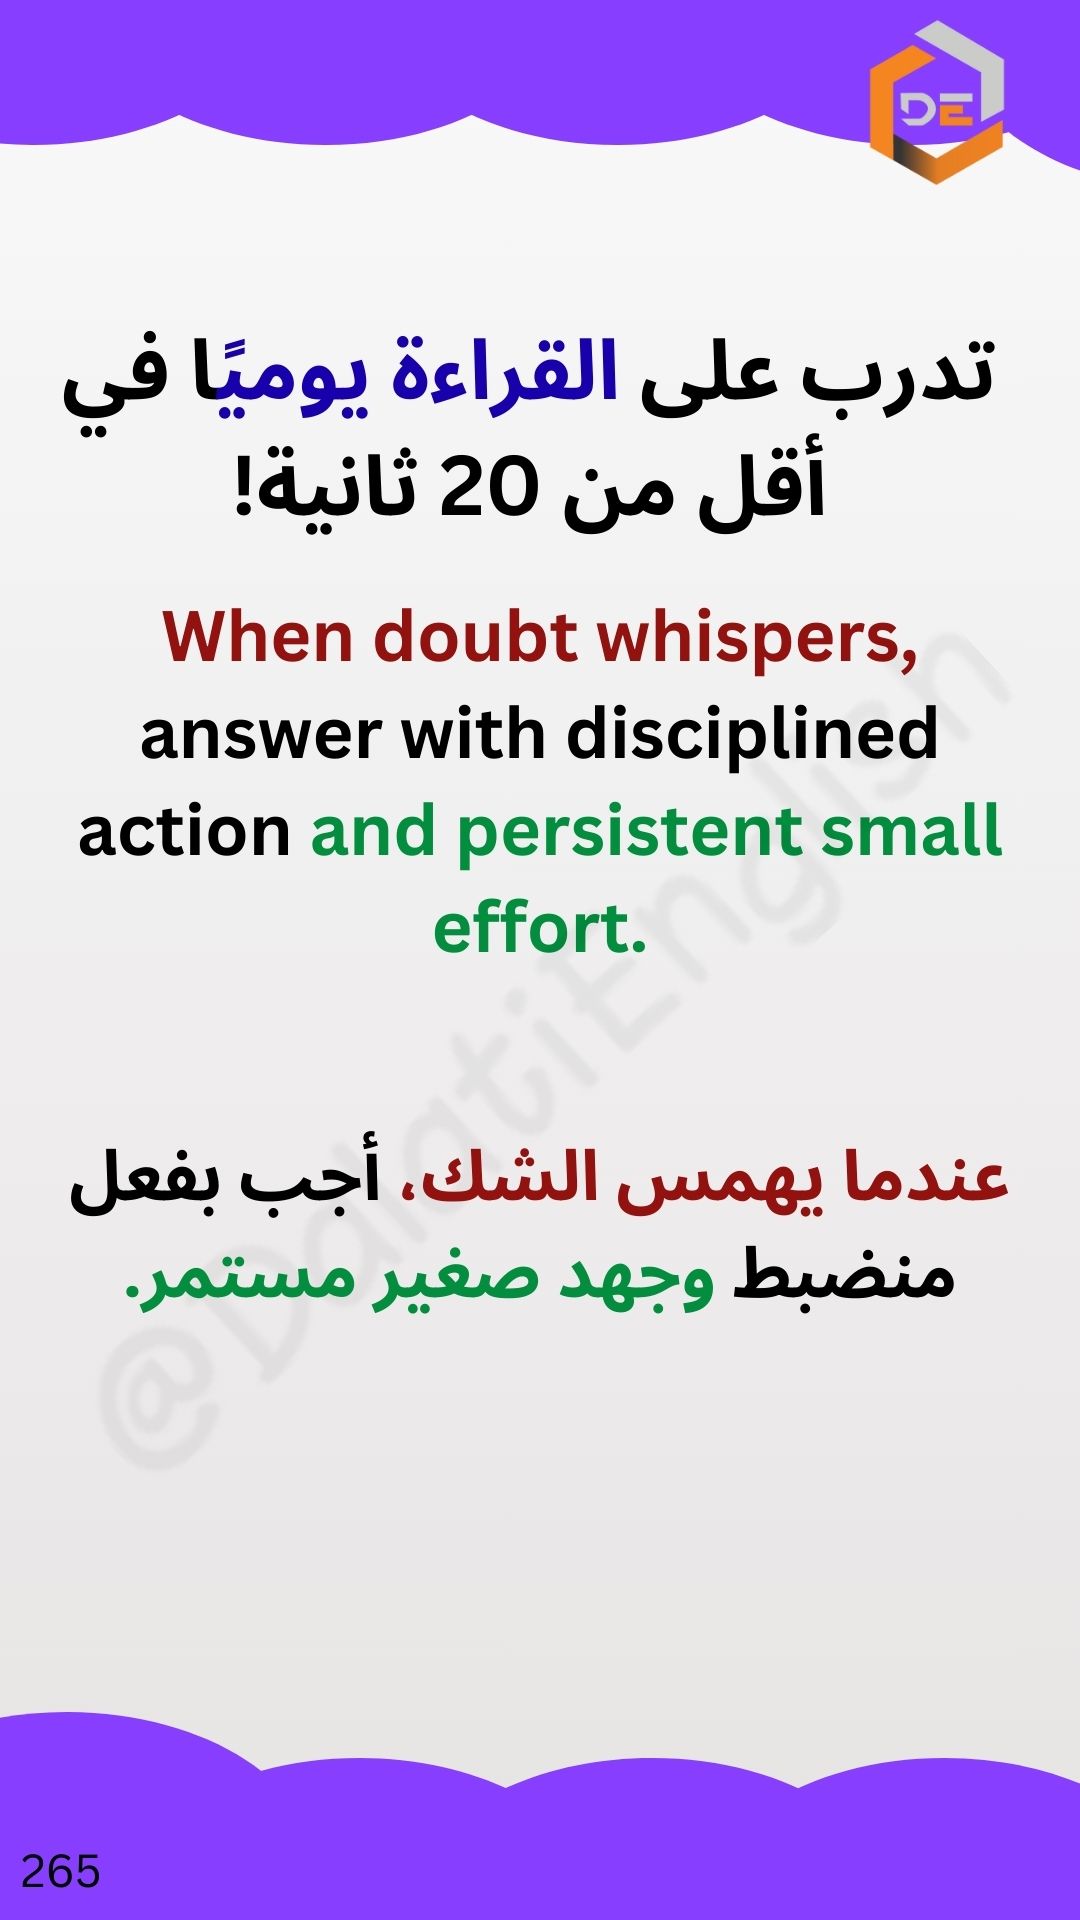 DE
تدرب على القراءة يوميًا في
أقل من 20 ثانية!
When doubt whispers,
answer with disciplined
action and persistent small
effort.
عندما يهمس الشك، أجب بفعل
منضبط وجهد صغير مستمر.
@DalatiEnglish
265